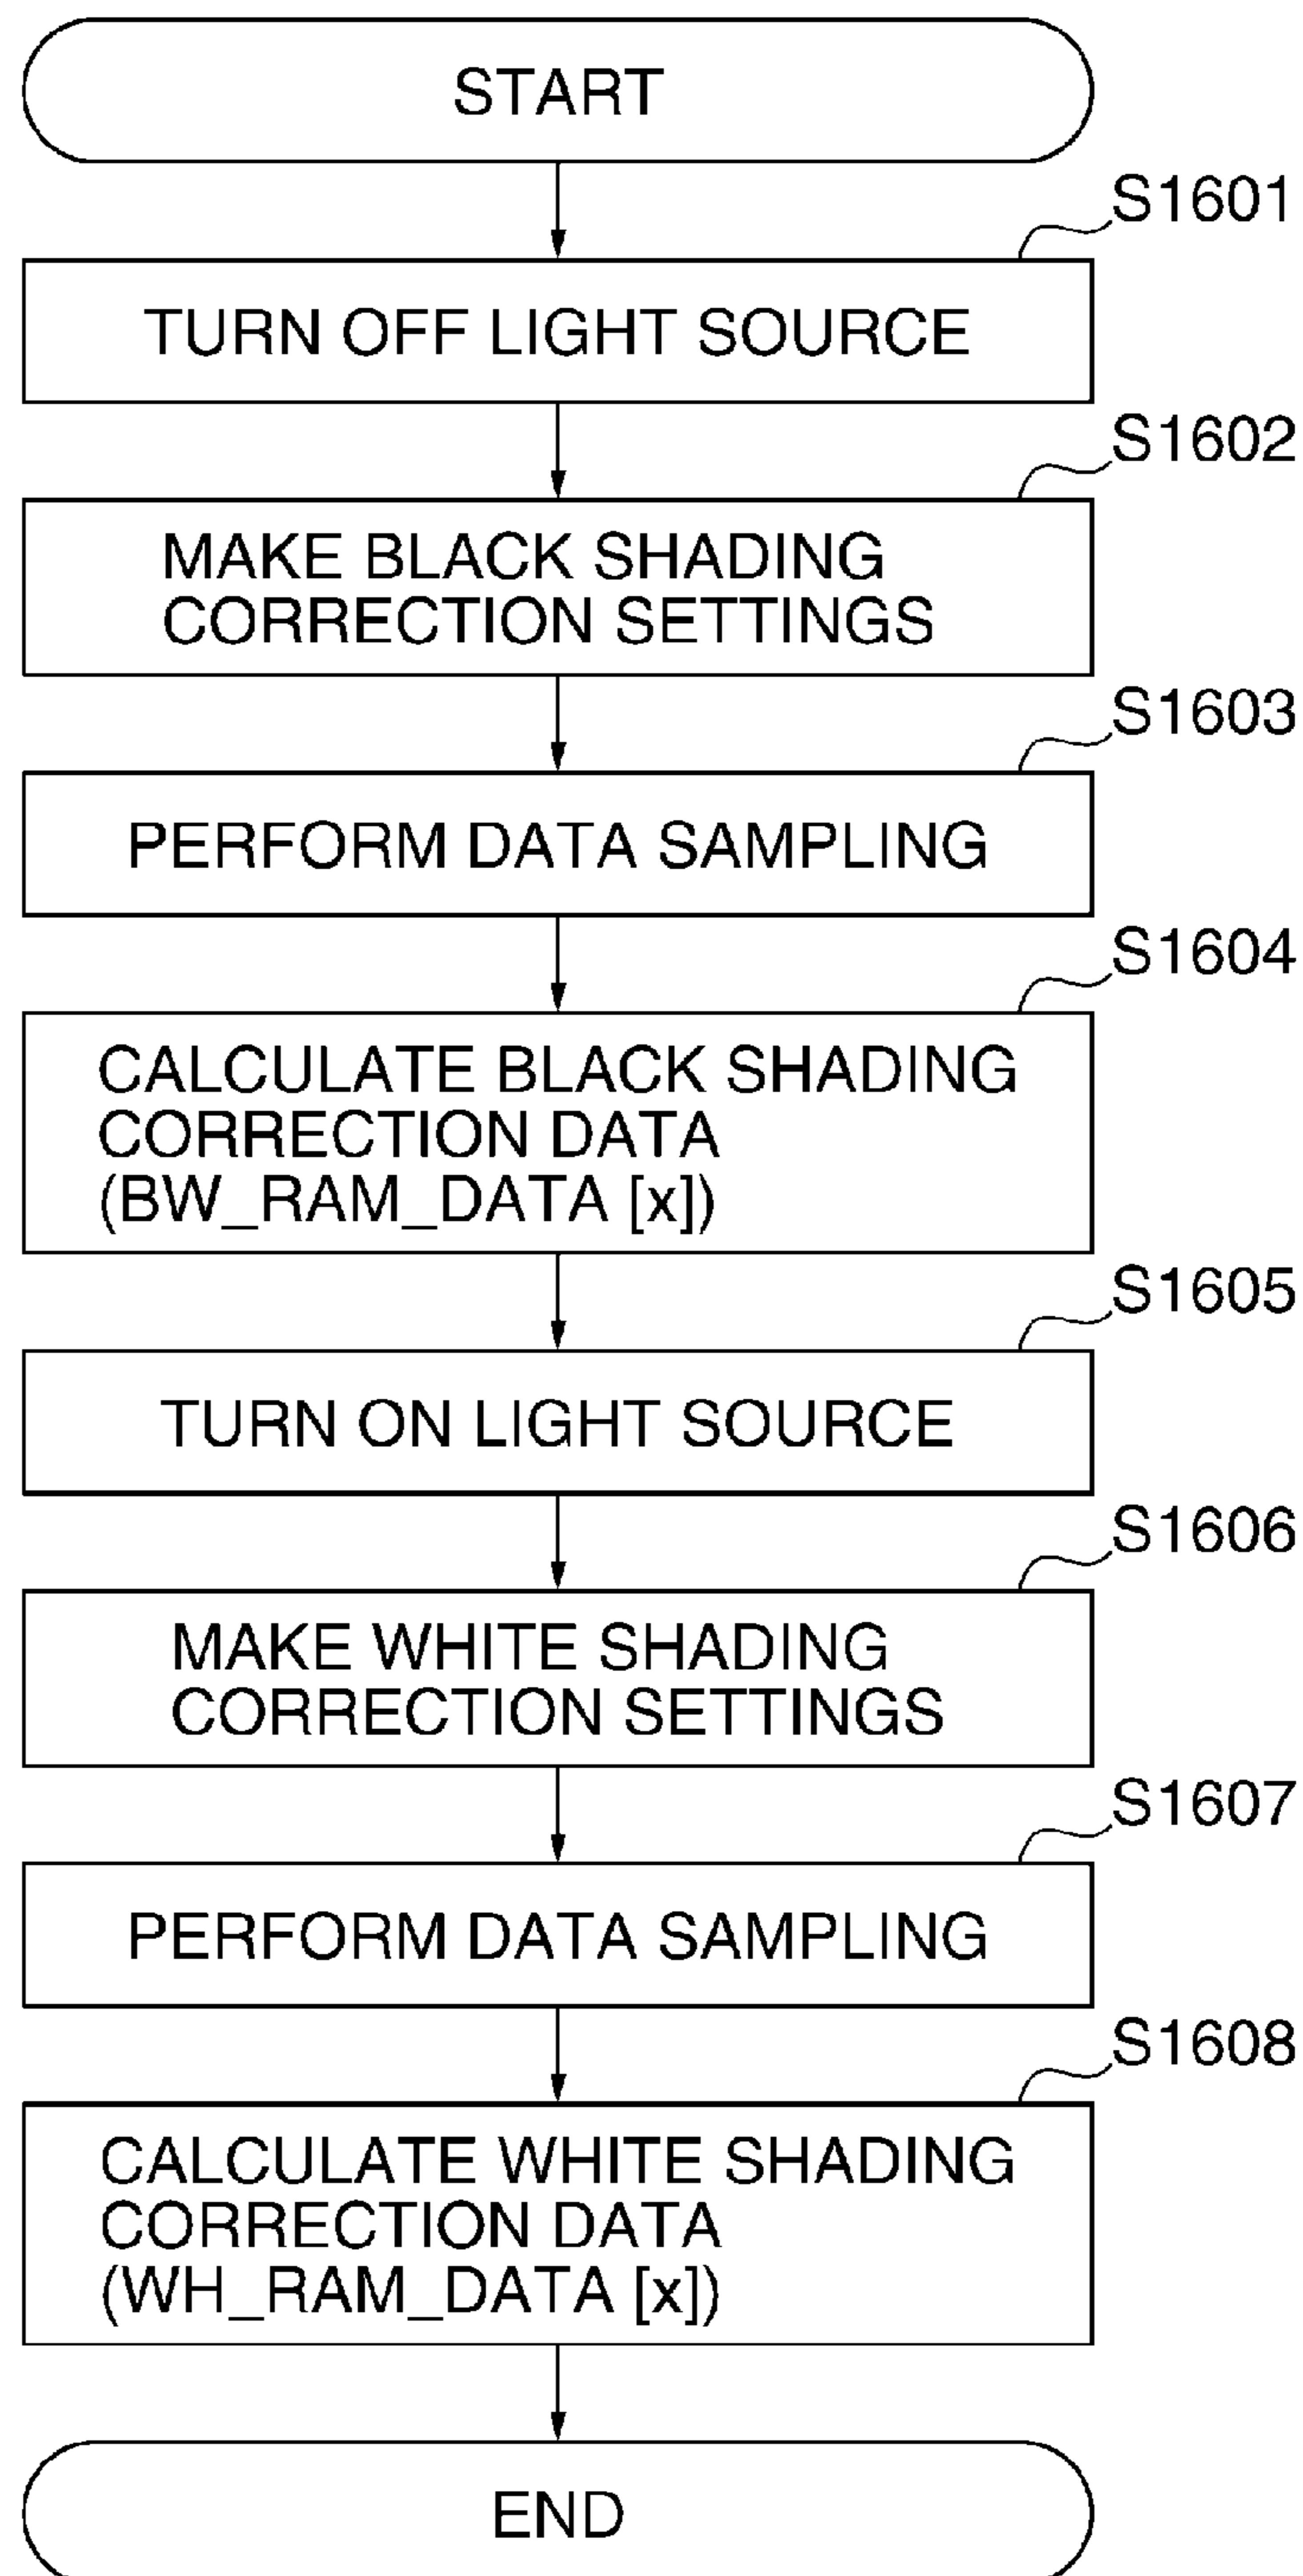 START
S1601
TURN OFF LIGHT SOURCE
S1602
MAKE BLACK SHADING
CORRECTION SETTINGS
S1603
PERFORM DATA SAMPLING
S1604
CALCULATE BLACK SHADING
CORRECTION DATA
(BW_RAM_DATA [x])
S1605
TURN ON LIGHT SOURCE
S1606
MAKE WHITE SHADING
CORRECTION SETTINGS
S1607
PERFORM DATA SAMPLING
S1608
CALCULATE WHITE SHADING
CORRECTION DATA
(WH_RAM_DATA [x])
END